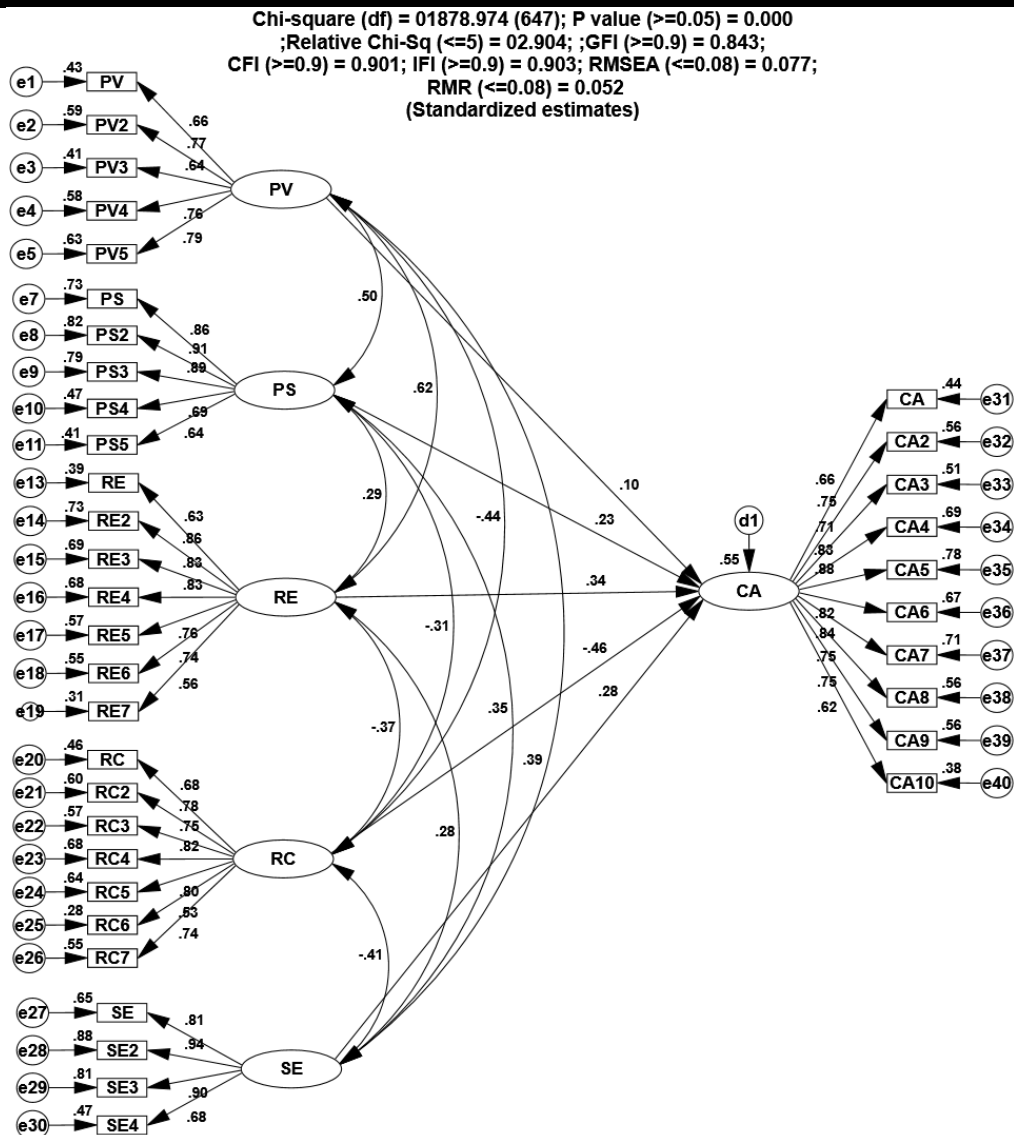 Chi-square (df) = 01878.974 (647); P value (>=0.05) = 0.000
;Relative Chi-Sq (<=5) = 02.904; ;GFI (>=0.9) = 0.843;
CFI (>=0.9) = 0.901; IFI (>=0.9) = 0.903; RMSEA (<=0.08) = 0.077;
RMR (<=0.08) = 0.052
(Standardized estimates)
e1 .43 PV
e2 .59 PV2
e3 .41 PV3
e4 .58 PV4
e5 .63 PV5
.66
.77
.64
.76
.79
PV
e7 .73 PS
e8 .82 PS2
e9 .79 PS3
e10 .47 PS4
e11 .41 PS5
.86
.91
.89
.69
.64
PS
e13 .39 RE
e14 .73 RE2
e15 .69 RE3
e16 .68 RE4
e17 .57 RE5
e18 .55 RE6
e19 .31 RE7
.63
.86
.83
.83
.76
.74
.56
RE
e20 .46 RC
e21 .60 RC2
e22 .57 RC3
e23 .68 RC4
e24 .64 RC5
e25 .28 RC6
e26 .55 RC7
.68
.78
.75
.82
.80
.53
.74
RC
e27 .65 SE
e28 .88 SE2
e29 .81 SE3
e30 .47 SE4
.81
.94
.90
.68
SE
.50
.62
.29
-.44
-.31
-.37
.35
.39
.28
-.41
.10
.23
.34
-.46
.28
d1
.55
CA
.66
.75
.71
.83
.88
.82
.84
.75
.75
.62
CA .44 e31
CA2 .56 e32
CA3 .51 e33
CA4 .69 e34
CA5 .78 e35
CA6 .67 e36
CA7 .71 e37
CA8 .56 e38
CA9 .56 e39
CA10 .38 e40